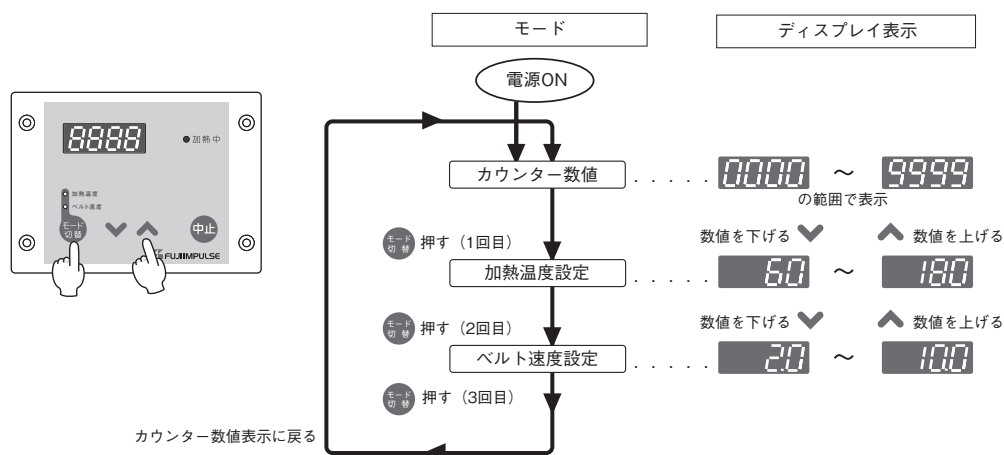 モード
ディスプレイ表示
電源ON
8888
加熱中
加熱温度
ベルト速度
モード
切替
中止
FUJIIMPULSE
カウンター数値 . . . . . 0000 〜 9999
の範囲で表示
モード
切替
押す（1回目）
数値を下げる
数値を上げる
加熱温度設定 . . . . . 60 〜 180
モード
切替
押す（2回目）
数値を下げる
数値を上げる
ベルト速度設定 . . . . . 2.0 〜 10.0
モード
切替
押す（3回目）
カウンター数値表示に戻る